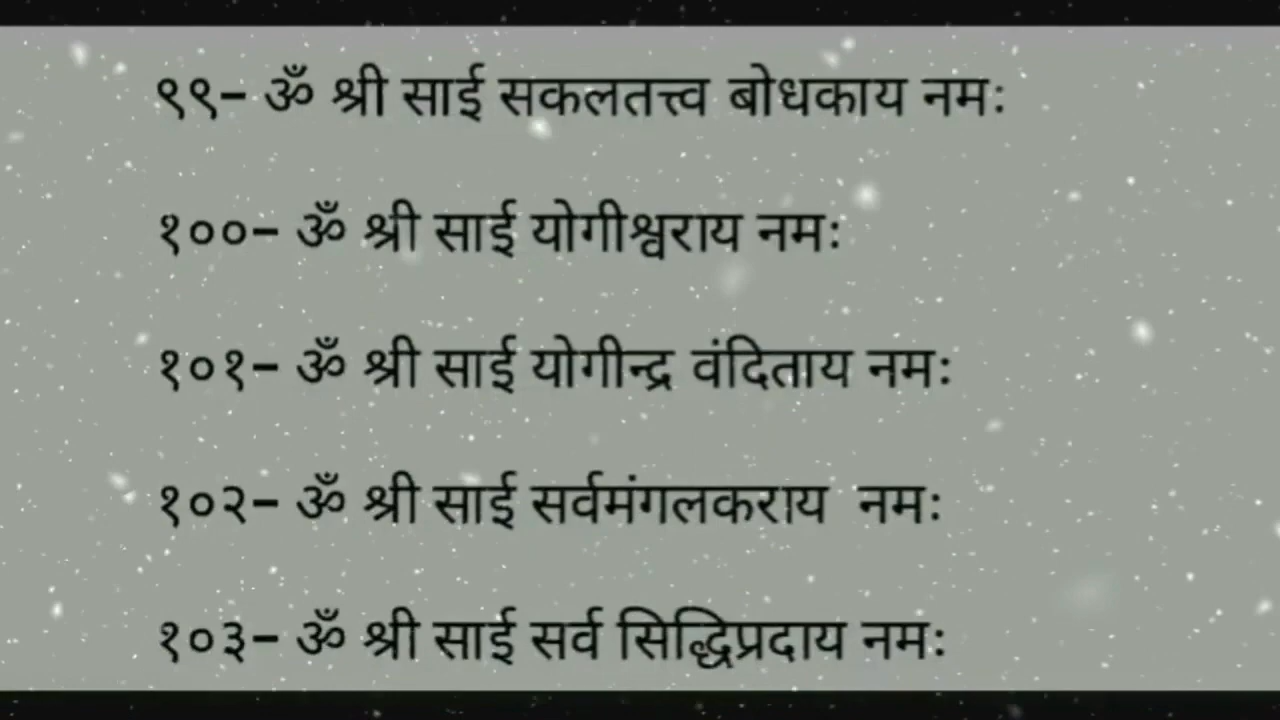 ९९– ॐ श्री साई सकलतत्त्व बोधकाय नमः
१००– ॐ श्री साई योगीश्वराय नमः
१०१– ॐ श्री साई योगीन्द्र वंदिताय नमः
१०२– ॐ श्री साई सर्वमंगलकराय नमः
१०३– ॐ श्री साई सर्व सिद्धिप्रदाय नमः